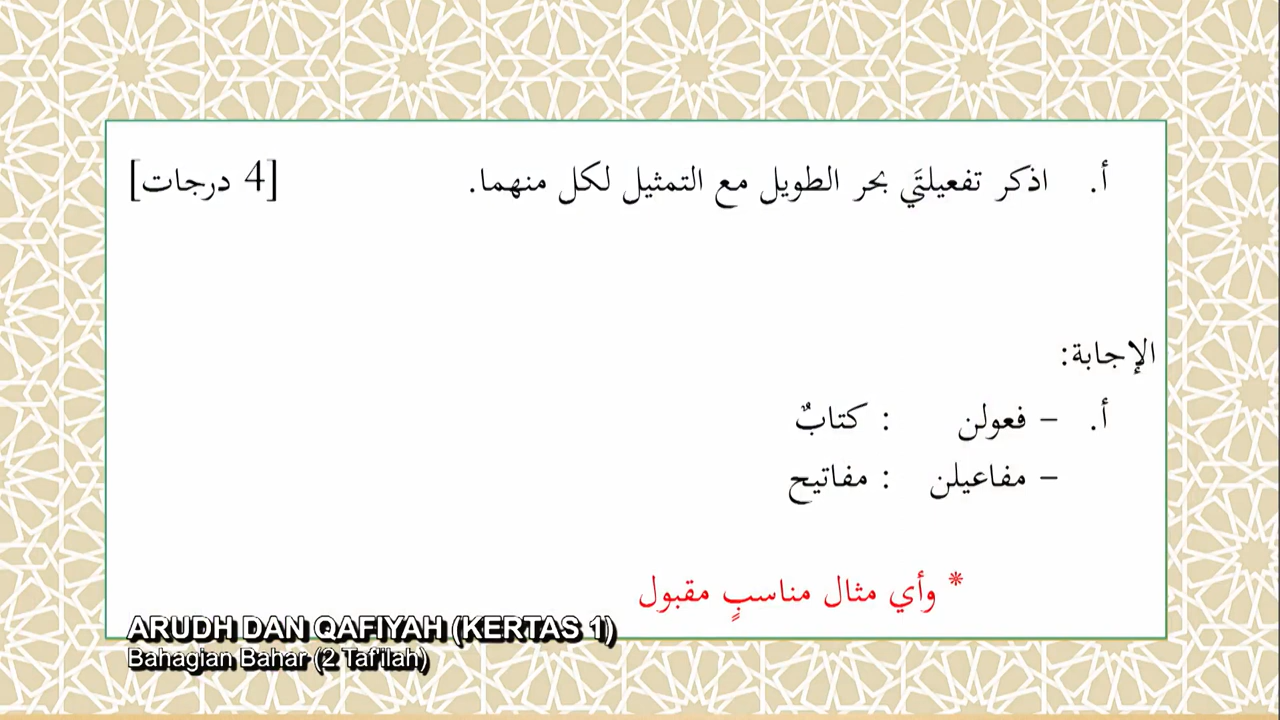 أ. اذكر تفعيلتَي بحر الطويل مع التمثيل لكل منهما. [4 درجات]
الإجابة:
أ. – فعولن : كتابٌ
– مفاعيلن : مفاتيح
* وأي مثال مناسبٍ مقبول
ARUDH DAN QAFIYAH (KERTAS 1)
Bahagian Bahar (2 Taf'ilah)